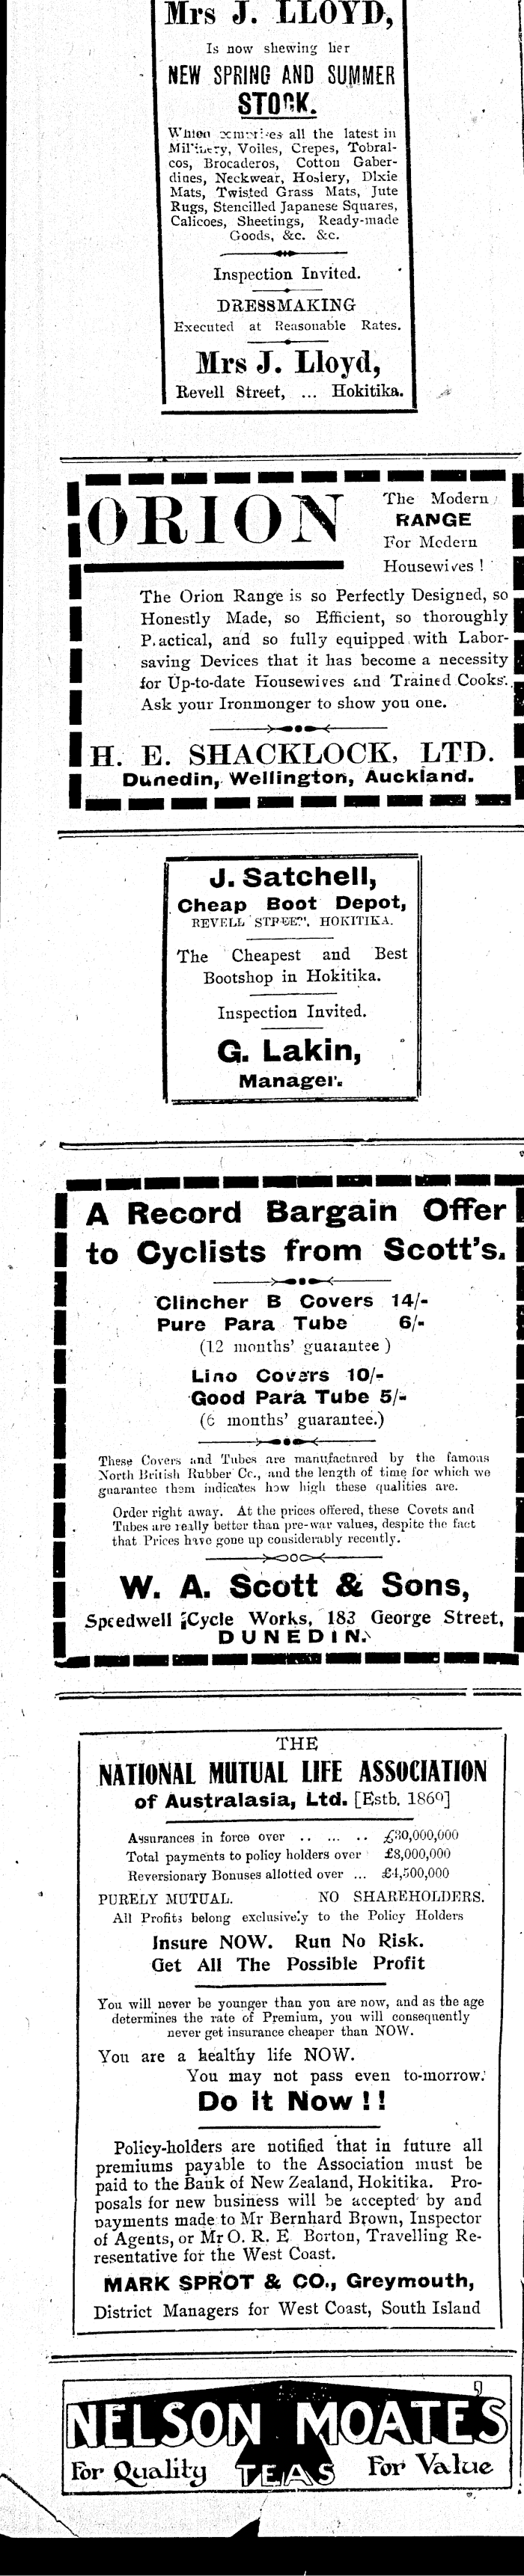 Mrs J. LLOYD,
Is now shewing her
NEW SPRING AND SUMMER
STOCK.
all the latest in
Millinery, Voiles, Crepes, Tobral-
cos, Brocaderos, Cotton Gaber-
dines, Neckwear, Hosiery, Dixie
Mats, Twisted Grass Mats, Jute
Rugs, Stencilled Japanese Squares,
Calicoes, Sheetings, Ready-made
Goods, &c. &c.
Inspection Invited.
DRESSMAKING
Executed at Reasonable Rates.
Mrs J. Lloyd,
Revell Street, ... Hokitika.
ORION
The Modern
RANGE
For Modern
Housewives !
The Orion Range is so Perfectly Designed, so
Honestly Made, so Efficient, so thoroughly
Practical, and so fully equipped with Labor-
saving Devices that it has become a necessity
for Up-to-date Housewives and Trained Cooks.
Ask your Ironmonger to show you one.
H. E. SHACKLOCK, LTD.
Dunedin, Wellington, Auckland.
J. Satchell,
Cheap Boot Depot,
REVELL STREET, HOKITIKA.
The Cheapest and Best
Bootshop in Hokitika.
Inspection Invited.
G. Lakin,
Manager.
A Record Bargain Offer
to Cyclists from Scott's.
Clincher B Covers 14/-
Pure Para Tube 6/-
(12 months' guarantee )
Lino Covers 10/-
Good Para Tube 5/-
(6 months' guarantee.)
These Covers and Tubes are manufactured by the famous
North British Rubber Co., and the length of time for which we
guarantee them indicates how high these qualities are.
Order right away. At the prices offered, these Covets and
Tubes are really better than pre-war values, despite the fact
that Prices have gone up considerably recently.
W. A. Scott & Sons,
Speedwell Cycle Works, 183 George Street,
DUNEDIN.
THE
NATIONAL MUTUAL LIFE ASSOCIATION
of Australasia, Ltd. [Estb. 1869]
Assurances in force over .. ... .. £30,000,000
Total payments to policy holders over £8,000,000
Reversionary Bonuses allotted over ... £4,500,000
PURELY MUTUAL. NO SHAREHOLDERS.
All Profits belong exclusively to the Policy Holders
Insure NOW. Run No Risk.
Get All The Possible Profit
You will never be younger than you are now, and as the age
determines the rate of Premium, you will consequently
never get insurance cheaper than NOW.
You are a healthy life NOW.
You may not pass even to-morrow.
Do it Now !!
Policy-holders are notified that in future all
premiums payable to the Association must be
paid to the Bank of New Zealand, Hokitika. Pro-
posals for new business will be accepted by and
payments made to Mr Bernhard Brown, Inspector
of Agents, or Mr O. R. E. Borton, Travelling Re-
resentative for the West Coast.
MARK SPROT & CO., Greymouth,
District Managers for West Coast, South Island
NELSON MOATE'S
For Quality TEAS For Value